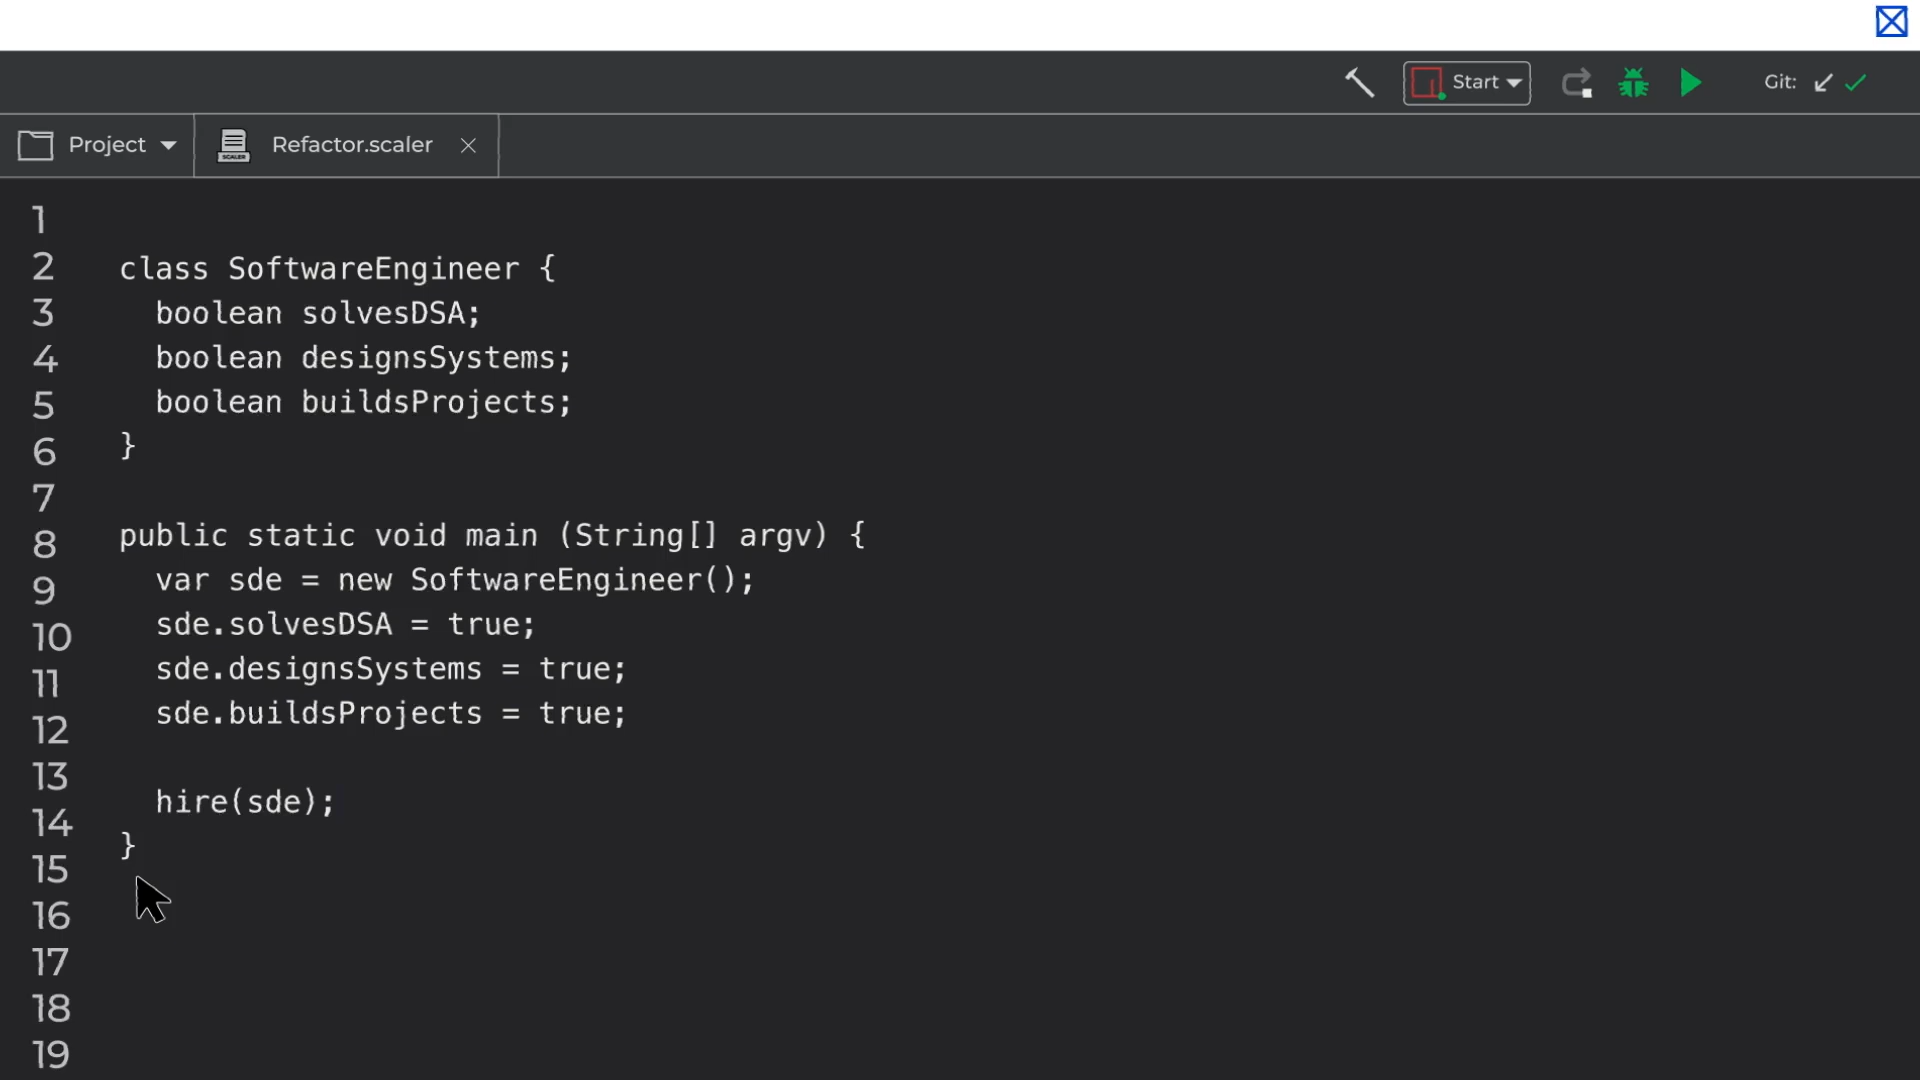 Start
Git:
Project
SCALER
Refactor.scaler
1
2 class SoftwareEngineer {
3 boolean solvesDSA;
4 boolean designsSystems;
5 boolean buildsProjects;
6 }
7
8 public static void main (String[] argv) {
9 var sde = new SoftwareEngineer();
10 sde.solvesDSA = true;
11 sde.designsSystems = true;
12 sde.buildsProjects = true;
13
14 hire(sde);
15 }
16
17
18
19